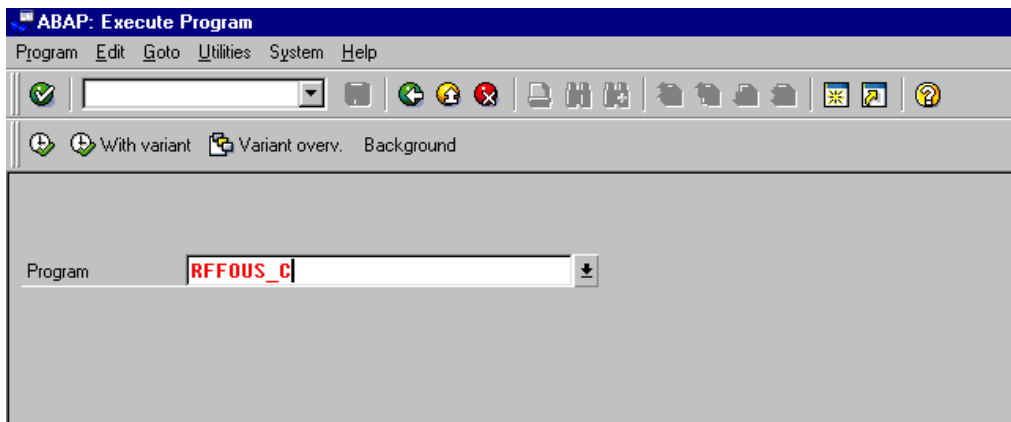 ABAP: Execute Program
Program Edit Goto Utilities System Help
With variant Variant overv. Background
Program RFFOUS_C